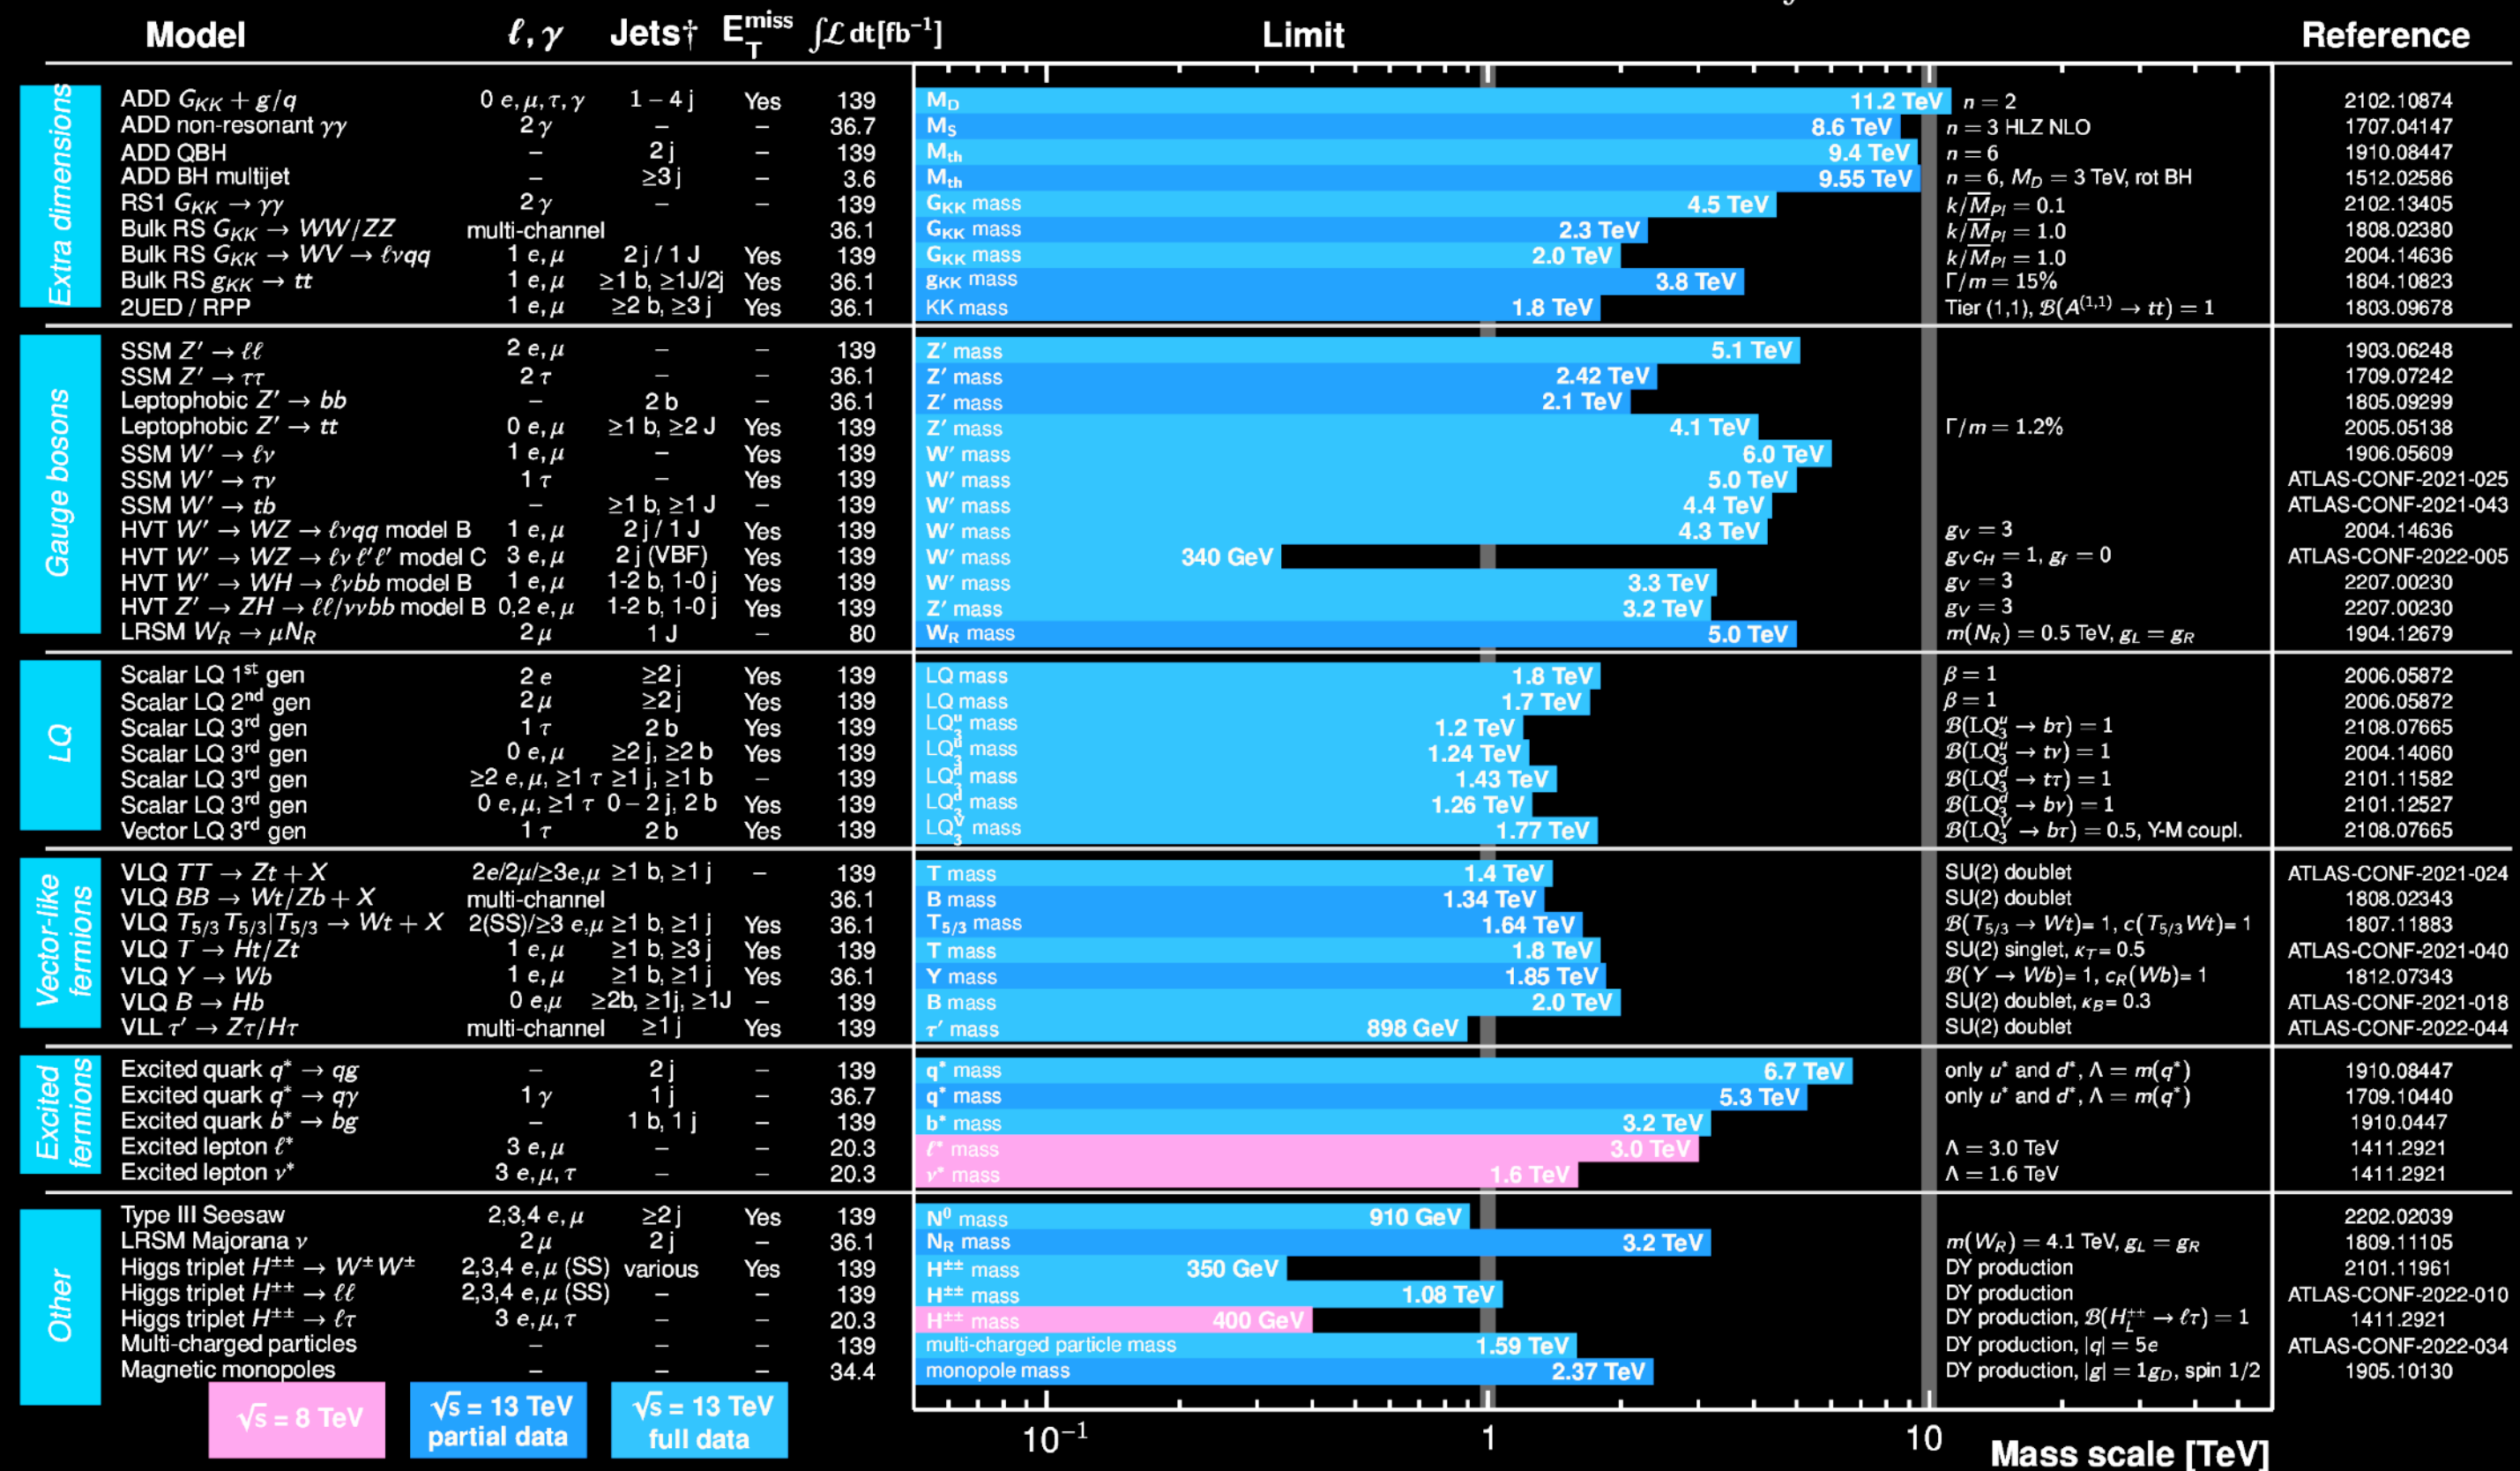 Model ℓ, γ Jets† E_T^miss ∫ℒ dt[fb⁻¹] Limit Reference
Extra dimensions
ADD G_KK + g/q 0 e, μ, τ, γ 1 – 4 j Yes 139 M_D 11.2 TeV n = 2 2102.10874
ADD non-resonant γγ 2 γ – – 36.7 M_S 8.6 TeV n = 3 HLZ NLO 1707.04147
ADD QBH – 2 j – 139 M_th 9.4 TeV n = 6 1910.08447
ADD BH multijet – ≥3 j – 3.6 M_th 9.55 TeV n = 6, M_D = 3 TeV, rot BH 1512.02586
RS1 G_KK → γγ 2 γ – – 139 G_KK mass 4.5 TeV k/M̅_Pl = 0.1 2102.13405
Bulk RS G_KK → WW/ZZ multi-channel 36.1 G_KK mass 2.3 TeV k/M̅_Pl = 1.0 1808.02380
Bulk RS G_KK → WV → ℓνqq 1 e, μ 2 j / 1 J Yes 139 G_KK mass 2.0 TeV k/M̅_Pl = 1.0 2004.14636
Bulk RS g_KK → tt 1 e, μ ≥1 b, ≥1J/2j Yes 36.1 g_KK mass 3.8 TeV Γ/m = 15% 1804.10823
2UED / RPP 1 e, μ ≥2 b, ≥3 j Yes 36.1 KK mass 1.8 TeV Tier (1,1), ℬ(A^(1,1) → tt) = 1 1803.09678
Gauge bosons
SSM Z′ → ℓℓ 2 e, μ – – 139 Z′ mass 5.1 TeV 1903.06248
SSM Z′ → ττ 2 τ – – 36.1 Z′ mass 2.42 TeV 1709.07242
Leptophobic Z′ → bb – 2 b – 36.1 Z′ mass 2.1 TeV 1805.09299
Leptophobic Z′ → tt 0 e, μ ≥1 b, ≥2 J Yes 139 Z′ mass 4.1 TeV Γ/m = 1.2% 2005.05138
SSM W′ → ℓν 1 e, μ – Yes 139 W′ mass 6.0 TeV 1906.05609
SSM W′ → τν 1 τ – Yes 139 W′ mass 5.0 TeV ATLAS-CONF-2021-025
SSM W′ → tb – ≥1 b, ≥1 J – 139 W′ mass 4.4 TeV ATLAS-CONF-2021-043
HVT W′ → WZ → ℓνqq model B 1 e, μ 2 j / 1 J Yes 139 W′ mass 4.3 TeV g_V = 3 2004.14636
HVT W′ → WZ → ℓν ℓ′ℓ′ model C 3 e, μ 2 j (VBF) Yes 139 W′ mass 340 GeV g_V c_H = 1, g_f = 0 ATLAS-CONF-2022-005
HVT W′ → WH → ℓνbb model B 1 e, μ 1-2 b, 1-0 j Yes 139 W′ mass 3.3 TeV g_V = 3 2207.00230
HVT Z′ → ZH → ℓℓ/ννbb model B 0,2 e, μ 1-2 b, 1-0 j Yes 139 Z′ mass 3.2 TeV g_V = 3 2207.00230
LRSM W_R → μN_R 2 μ 1 J – 80 W_R mass 5.0 TeV m(N_R) = 0.5 TeV, g_L = g_R 1904.12679
LQ
Scalar LQ 1st gen 2 e ≥2 j Yes 139 LQ mass 1.8 TeV β = 1 2006.05872
Scalar LQ 2nd gen 2 μ ≥2 j Yes 139 LQ mass 1.7 TeV β = 1 2006.05872
Scalar LQ 3rd gen 1 τ 2 b Yes 139 LQ₃ᵘ mass 1.2 TeV ℬ(LQ₃ᵘ → bτ) = 1 2108.07665
Scalar LQ 3rd gen 0 e, μ ≥2 j, ≥2 b Yes 139 LQ₃ᵘ mass 1.24 TeV ℬ(LQ₃ᵘ → tν) = 1 2004.14060
Scalar LQ 3rd gen ≥2 e, μ, ≥1 τ ≥1 j, ≥1 b – 139 LQ₃ᵈ mass 1.43 TeV ℬ(LQ₃ᵈ → tτ) = 1 2101.11582
Scalar LQ 3rd gen 0 e, μ, ≥1 τ 0 – 2 j, 2 b Yes 139 LQ₃ᵈ mass 1.26 TeV ℬ(LQ₃ᵈ → bν) = 1 2101.12527
Vector LQ 3rd gen 1 τ 2 b Yes 139 LQ₃ⱽ mass 1.77 TeV ℬ(LQ₃ⱽ → bτ) = 0.5, Y-M coupl. 2108.07665
Vector-like fermions
VLQ TT → Zt + X 2e/2μ/≥3e,μ ≥1 b, ≥1 j – 139 T mass 1.4 TeV SU(2) doublet ATLAS-CONF-2021-024
VLQ BB → Wt/Zb + X multi-channel 36.1 B mass 1.34 TeV SU(2) doublet 1808.02343
VLQ T_5/3 T_5/3|T_5/3 → Wt + X 2(SS)/≥3 e,μ ≥1 b, ≥1 j Yes 36.1 T_5/3 mass 1.64 TeV ℬ(T_5/3 → Wt)= 1, c(T_5/3 Wt)= 1 1807.11883
VLQ T → Ht/Zt 1 e, μ ≥1 b, ≥3 j Yes 139 T mass 1.8 TeV SU(2) singlet, κ_T= 0.5 ATLAS-CONF-2021-040
VLQ Y → Wb 1 e, μ ≥1 b, ≥1 j Yes 36.1 Y mass 1.85 TeV ℬ(Y → Wb)= 1, c_R(Wb)= 1 1812.07343
VLQ B → Hb 0 e,μ ≥2b, ≥1j, ≥1J – 139 B mass 2.0 TeV SU(2) doublet, κ_B= 0.3 ATLAS-CONF-2021-018
VLL τ′ → Zτ/Hτ multi-channel ≥1 j Yes 139 τ′ mass 898 GeV SU(2) doublet ATLAS-CONF-2022-044
Excited fermions
Excited quark q* → qg – 2 j – 139 q* mass 6.7 TeV only u* and d*, Λ = m(q*) 1910.08447
Excited quark q* → qγ 1 γ 1 j – 36.7 q* mass 5.3 TeV only u* and d*, Λ = m(q*) 1709.10440
Excited quark b* → bg – 1 b, 1 j – 139 b* mass 3.2 TeV 1910.0447
Excited lepton ℓ* 3 e, μ – – 20.3 ℓ* mass 3.0 TeV Λ = 3.0 TeV 1411.2921
Excited lepton ν* 3 e, μ, τ – – 20.3 ν* mass 1.6 TeV Λ = 1.6 TeV 1411.2921
Other
Type III Seesaw 2,3,4 e, μ ≥2 j Yes 139 N⁰ mass 910 GeV 2202.02039
LRSM Majorana ν 2 μ 2 j – 36.1 N_R mass 3.2 TeV m(W_R) = 4.1 TeV, g_L = g_R 1809.11105
Higgs triplet H±± → W±W± 2,3,4 e, μ (SS) various Yes 139 H±± mass 350 GeV DY production 2101.11961
Higgs triplet H±± → ℓℓ 2,3,4 e, μ (SS) – – 139 H±± mass 1.08 TeV DY production ATLAS-CONF-2022-010
Higgs triplet H±± → ℓτ 3 e, μ, τ – – 20.3 H±± mass 400 GeV DY production, ℬ(H_L±± → ℓτ) = 1 1411.2921
Multi-charged particles – – – 139 multi-charged particle mass 1.59 TeV DY production, |q| = 5e ATLAS-CONF-2022-034
Magnetic monopoles – – – 34.4 monopole mass 2.37 TeV DY production, |g| = 1g_D, spin 1/2 1905.10130
√s = 8 TeV
√s = 13 TeV
partial data
√s = 13 TeV
full data
10⁻¹ 1 10
Mass scale [TeV]